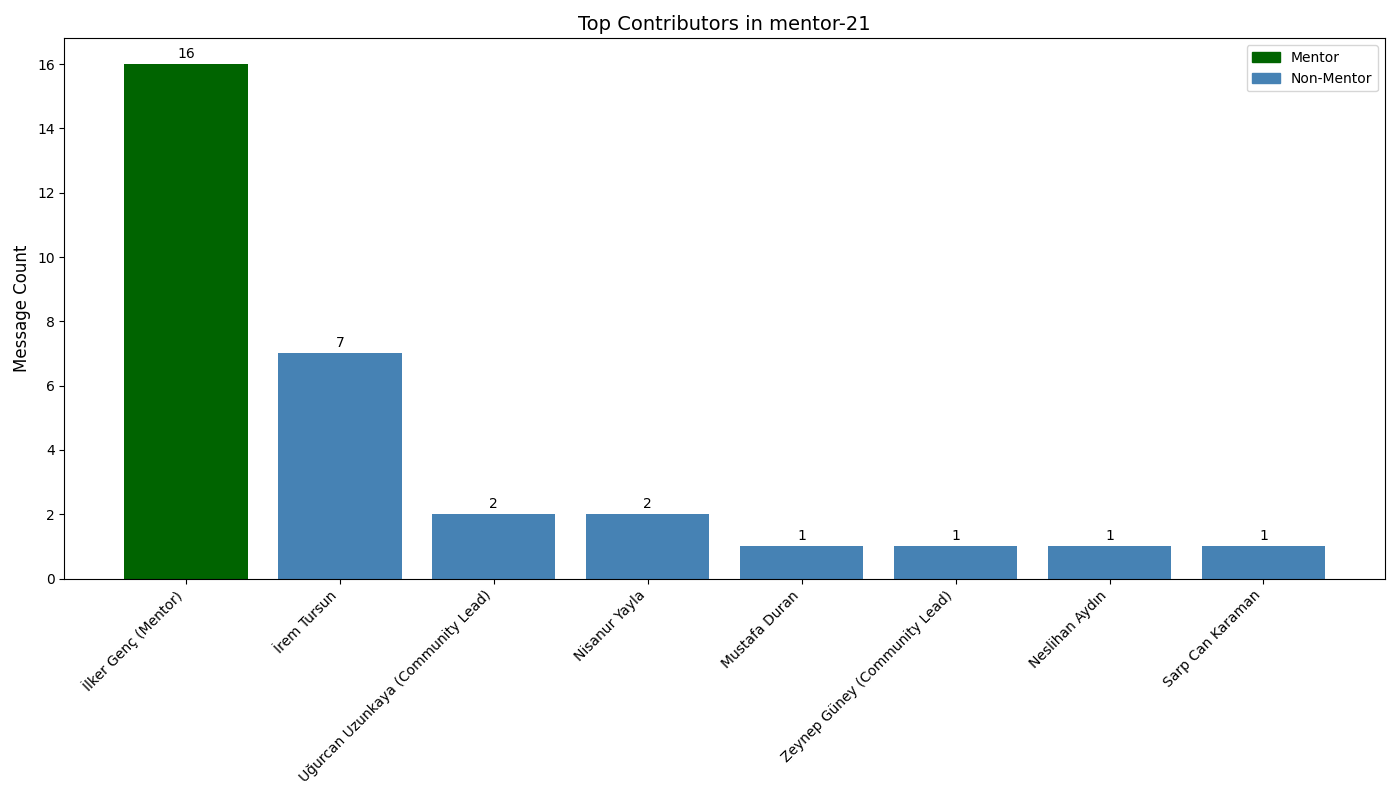 Top Contributors in mentor-21
Mentor
Non-Mentor
Message Count
16
14
12
10
8
6
4
2
0
16
7
2
2
1
1
1
1
İlker Genç (Mentor)
İrem Tursun
Uğurcan Uzunkaya (Community Lead)
Nisanur Yayla
Mustafa Duran
Zeynep Güney (Community Lead)
Neslihan Aydın
Sarp Can Karaman